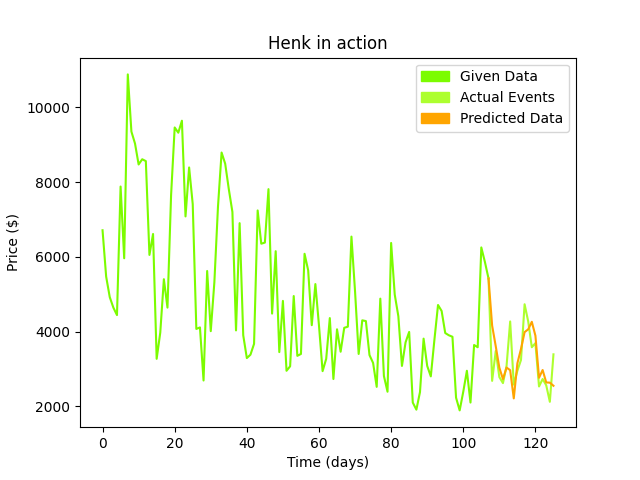 Henk in action
Given Data
Actual Events
Predicted Data
Price ($)
10000
8000
6000
4000
2000
0 20 40 60 80 100 120
Time (days)